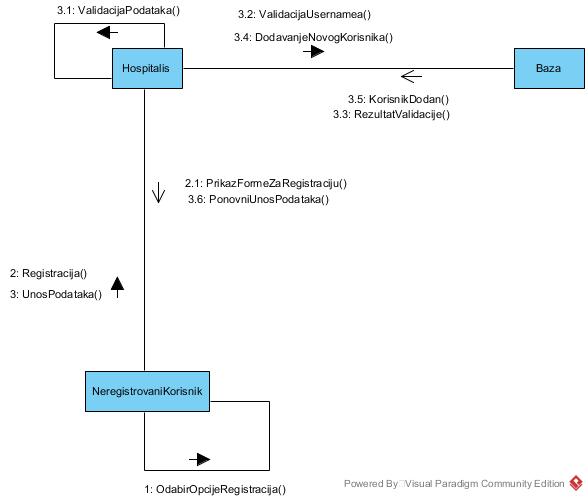 3.1: ValidacijaPodataka()
3.2: ValidacijaUsernamea()
3.4: DodavanjeNovogKorisnika()
Hospitalis
Baza
3.5: KorisnikDodan()
3.3: RezultatValidacije()
2.1: PrikazFormeZaRegistraciju()
3.6: PonovniUnosPodataka()
2: Registracija()
3: UnosPodataka()
NeregistrovaniKorisnik
1: OdabirOpcijeRegistracija()
Powered By Visual Paradigm Community Edition